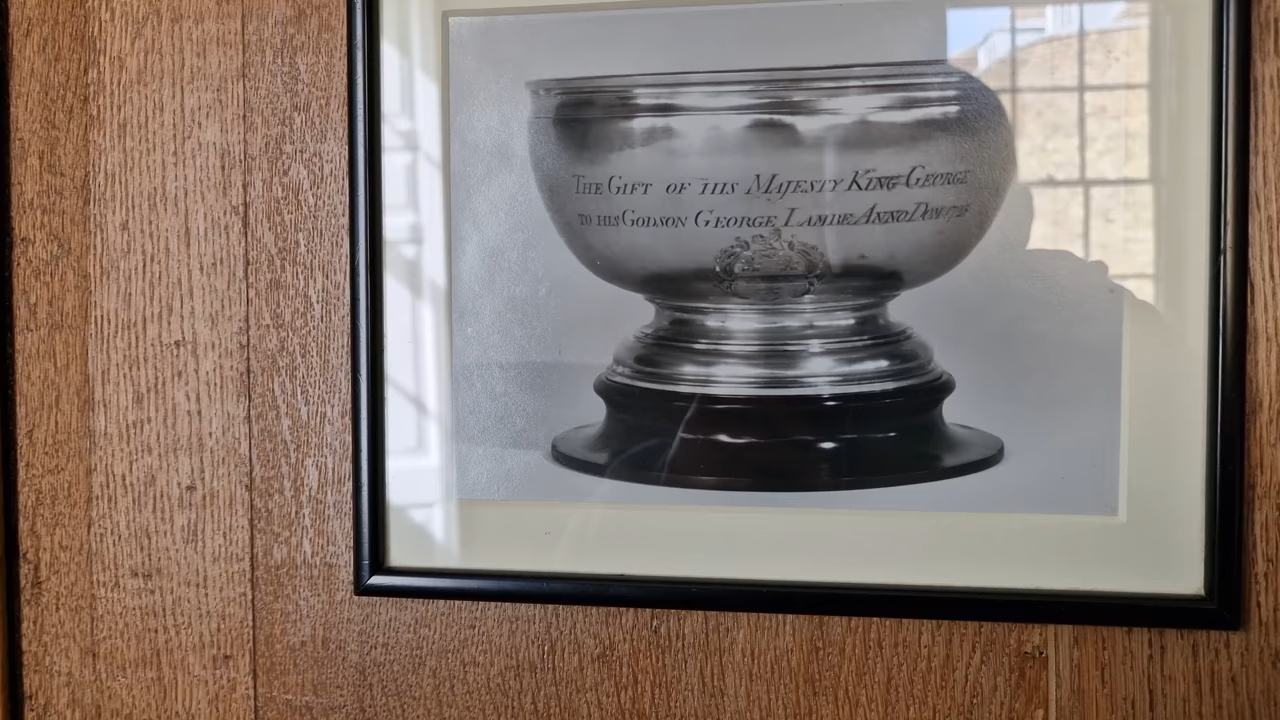 THE GIFT OF HIS MAJESTY KING GEORGE
TO HIS GODSON GEORGE LAMBE ANNO DOM